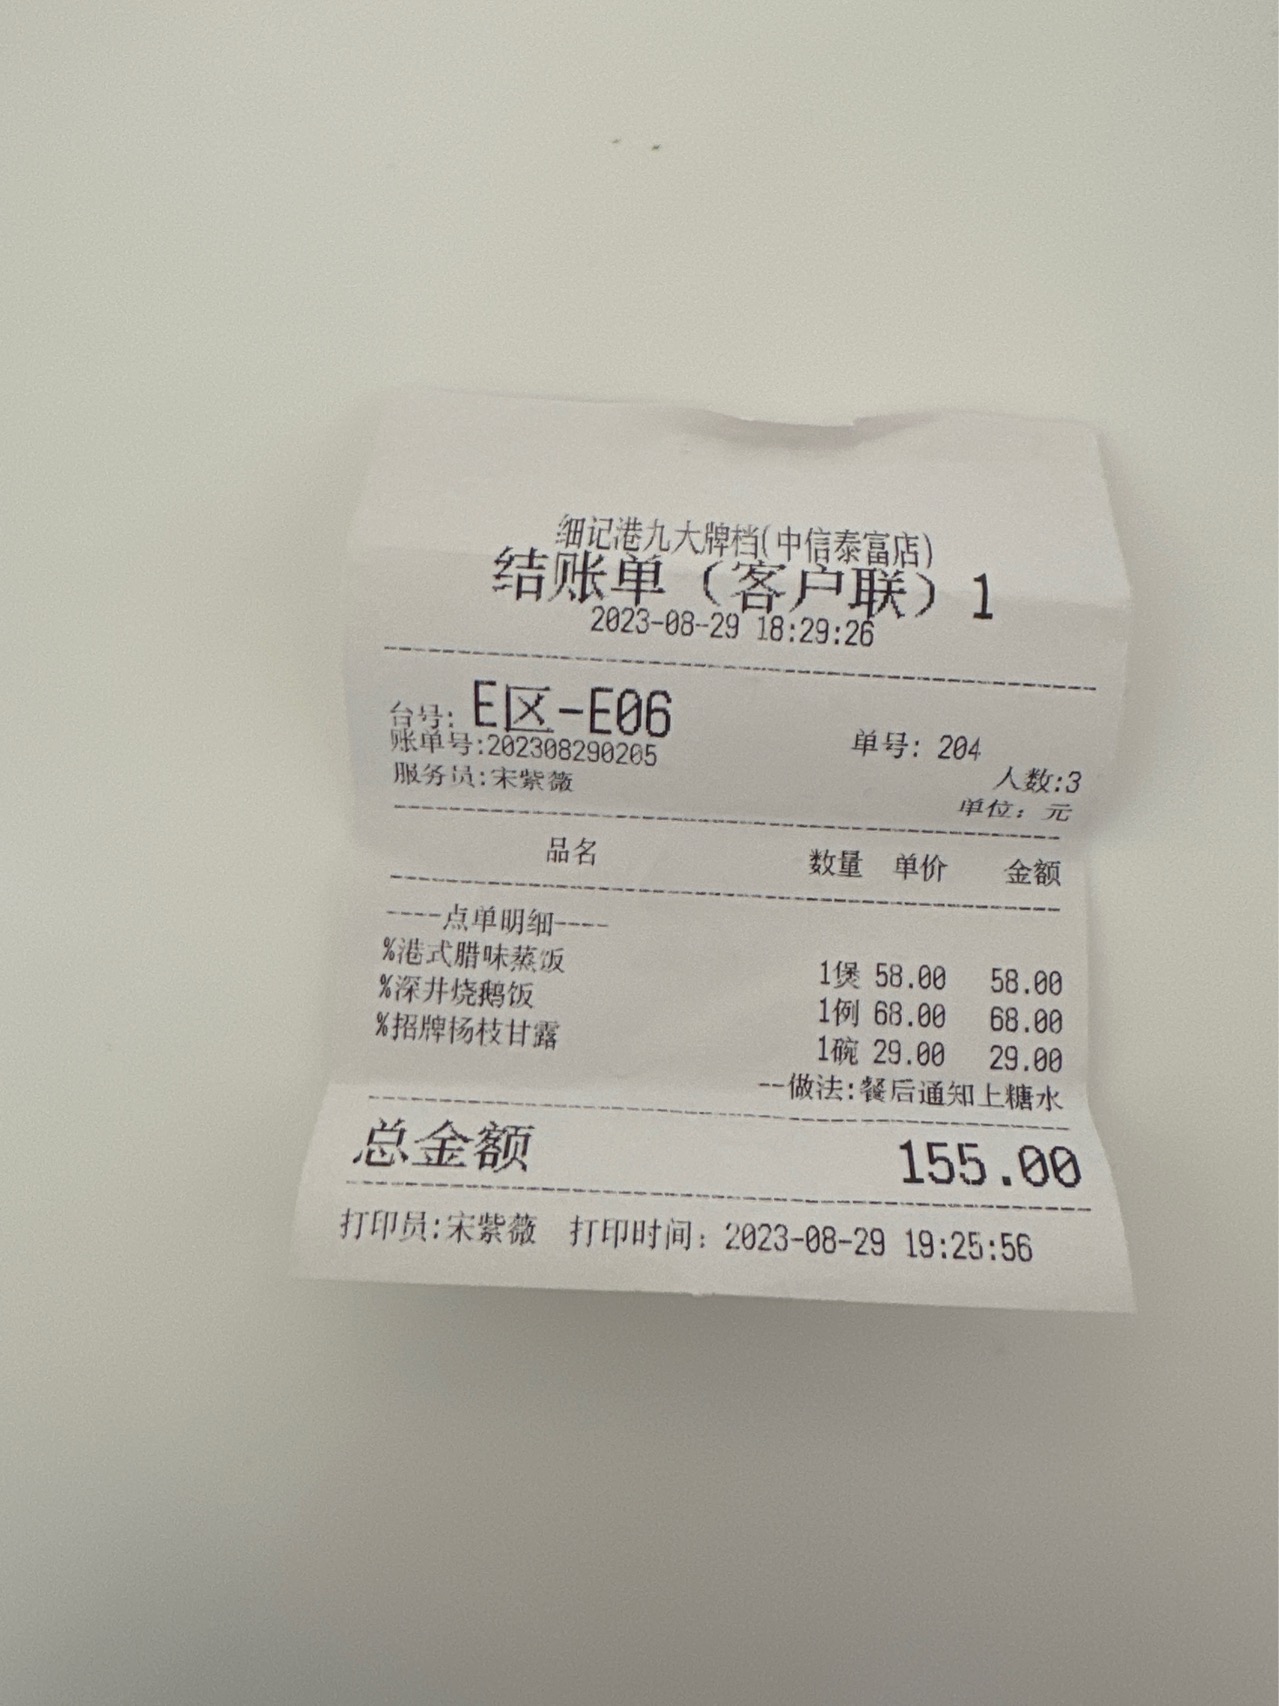 细记港九大牌档(中信泰富店)
结账单（客户联）1
2023-08-29 18:29:26
台号: E区-E06
单号: 204
账单号:202308290205
人数:3
服务员:宋紫薇
单位: 元
品名 数量 单价 金额
----点单明细----
%港式腊味蒸饭 1煲 58.00 58.00
%深井烧鹅饭 1例 68.00 68.00
%招牌杨枝甘露 1碗 29.00 29.00
--做法:餐后通知上糖水
总金额 155.00
打印员:宋紫薇 打印时间: 2023-08-29 19:25:56